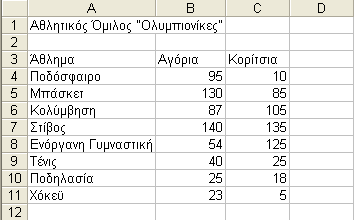 A B C D
1 Αθλητικός Όμιλος "Ολυμπιονίκες"
2
3 Άθλημα Αγόρια Κορίτσια
4 Ποδόσφαιρο 95 10
5 Μπάσκετ 130 85
6 Κολύμβηση 87 105
7 Στίβος 140 135
8 Ενόργανη Γυμναστική 54 125
9 Τένις 40 25
10 Ποδηλασία 25 18
11 Χόκεϋ 23 5
12